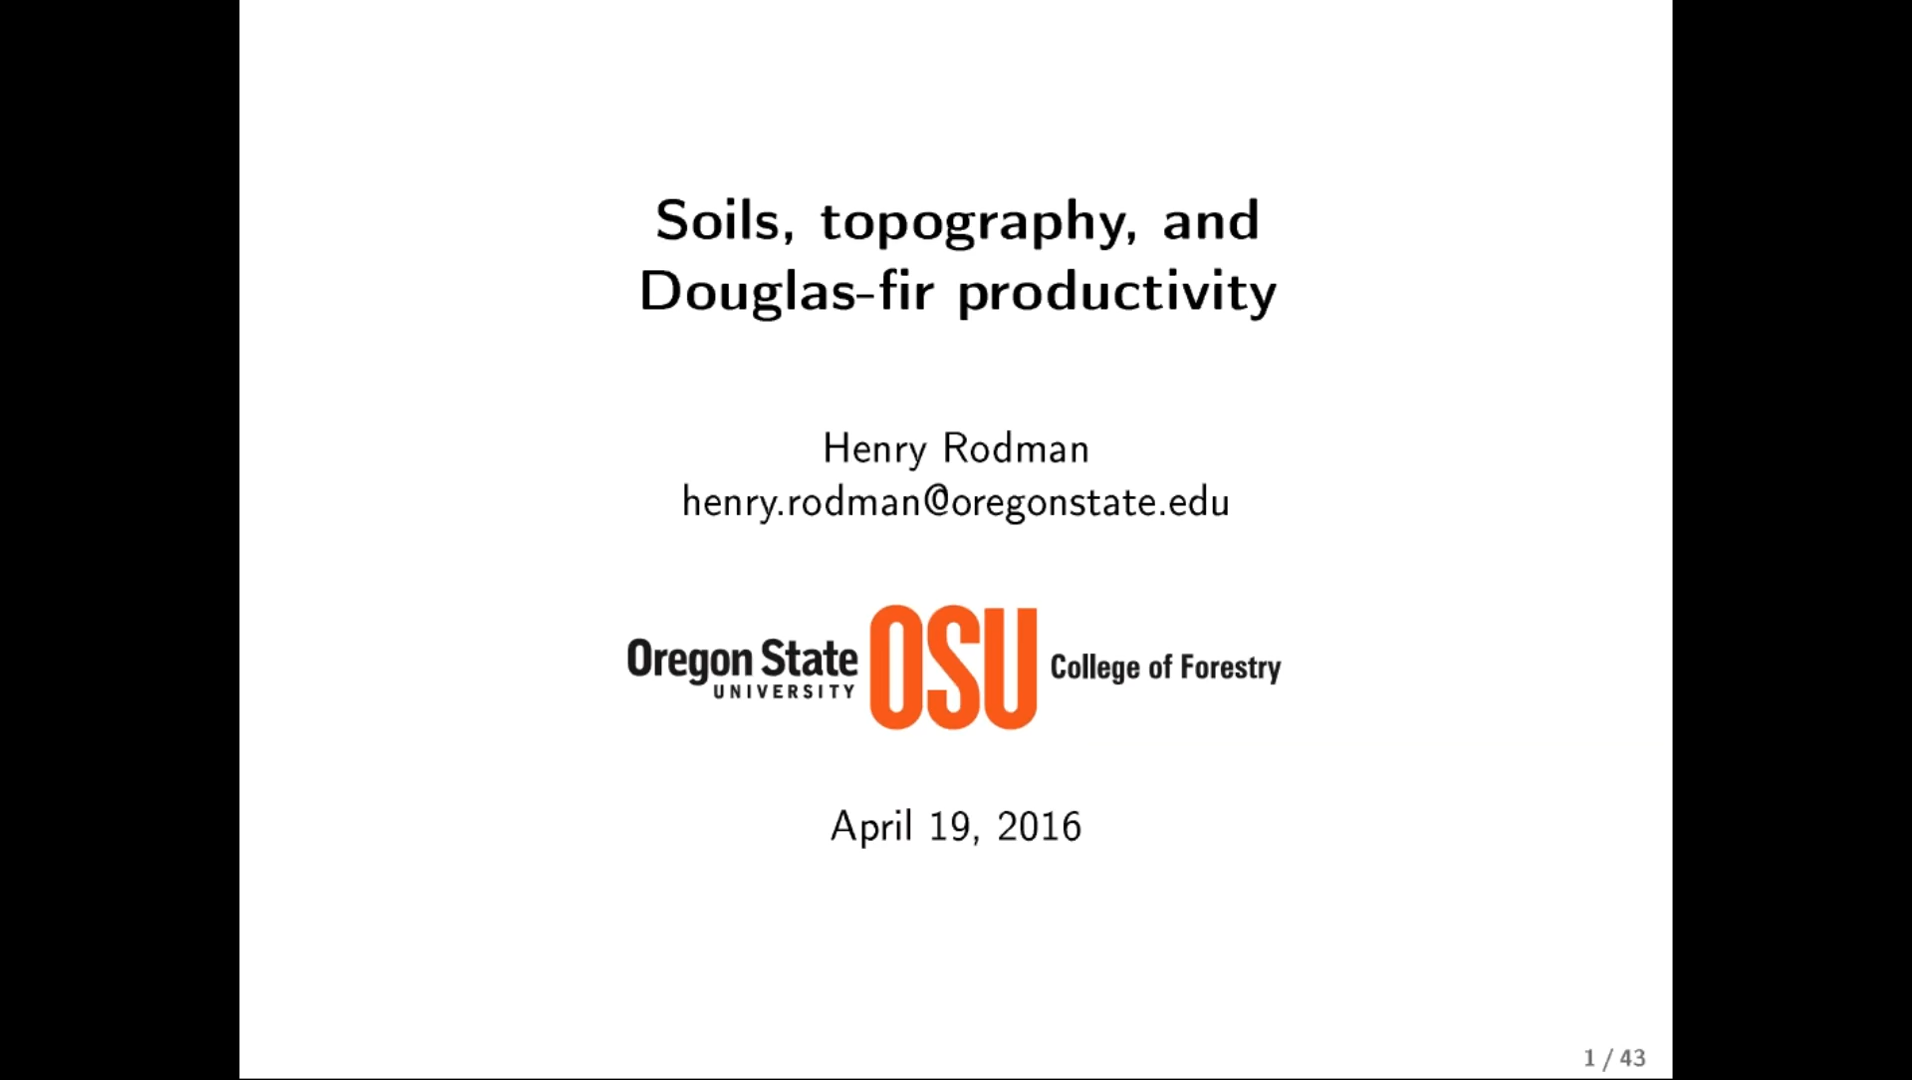 Soils, topography, and
Douglas-fir productivity
Henry Rodman
henry.rodman@oregonstate.edu
Oregon State
UNIVERSITY
OSU
College of Forestry
April 19, 2016
1 / 43